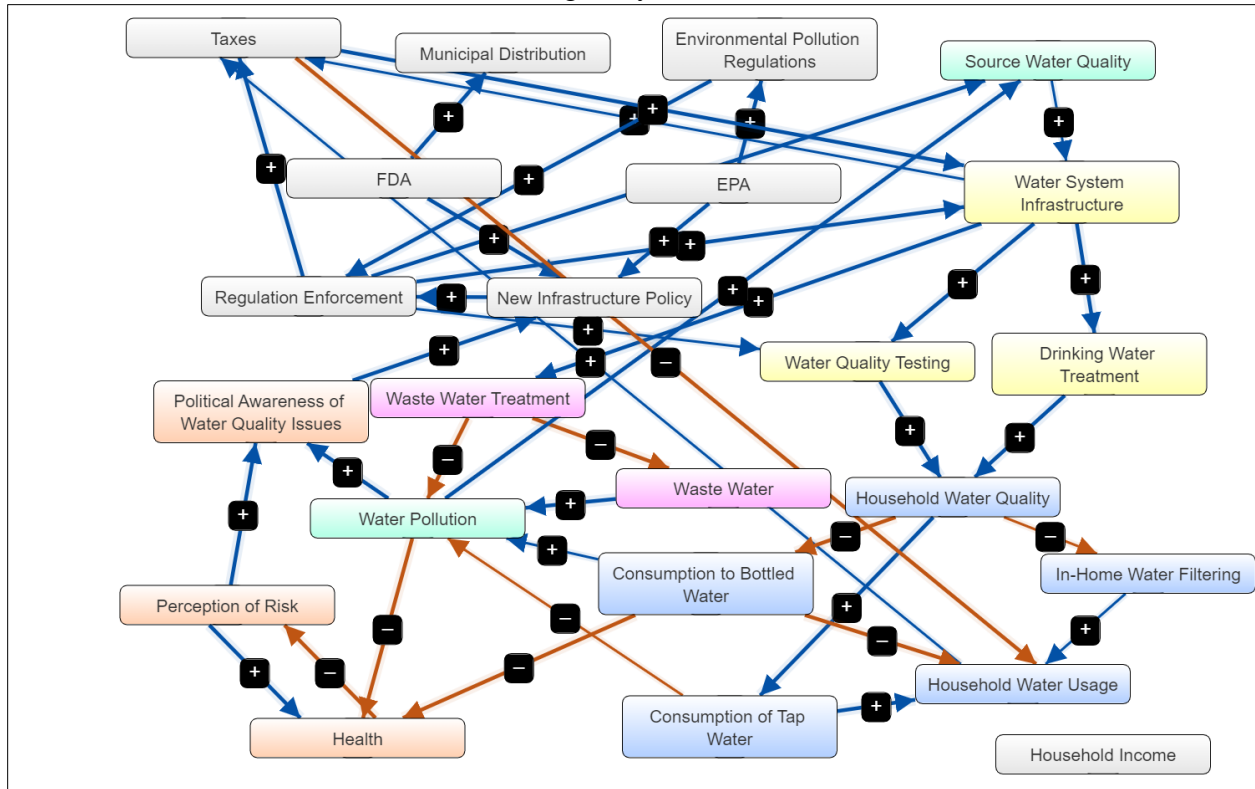 Taxes
Municipal Distribution
Environmental Pollution
Regulations
Source Water Quality
+
+
+
+
+
FDA
EPA
Water System
Infrastructure
+
+
+
+
+
Regulation Enforcement
+
New Infrastructure Policy
+
+
+
+
+
+
+
−
Water Quality Testing
Drinking Water
Treatment
Political Awareness of
Water Quality Issues
Waste Water Treatment
+
+
−
−
+
Waste Water
Household Water Quality
+
+
Water Pollution
−
−
+
Consumption to Bottled
Water
In-Home Water Filtering
Perception of Risk
+
−
−
+
−
+
−
−
Household Water Usage
Health
Consumption of Tap
Water
+
Household Income